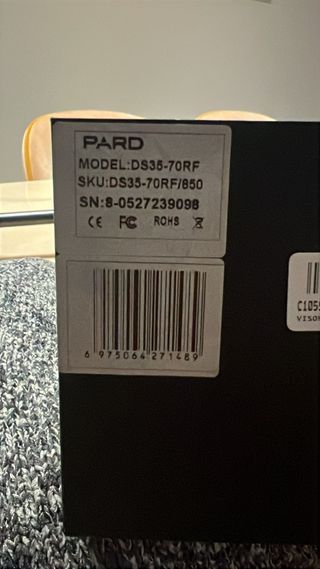 PARD
MODEL:DS35-70RF
SKU:DS35-70RF/850
SN:8-0527239098
CE FC ROHS
6 975064 271489